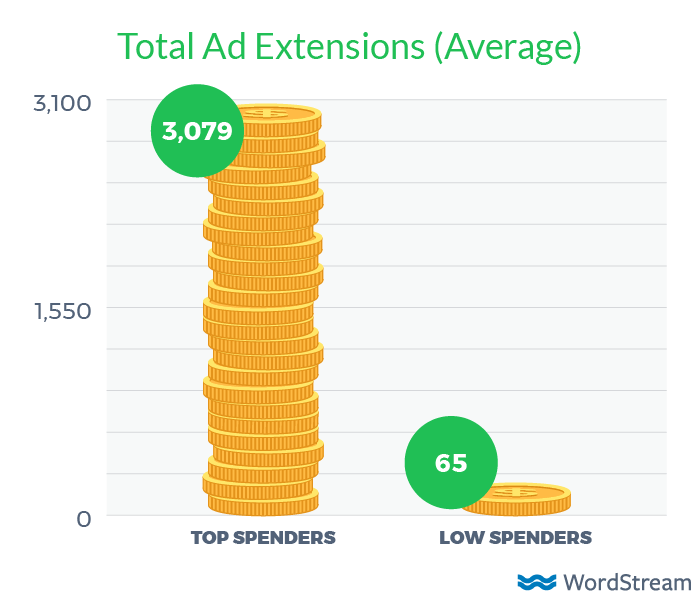 Total Ad Extensions (Average)
3,100
3,079
1,550
65
0
TOP SPENDERS
LOW SPENDERS
WordStream